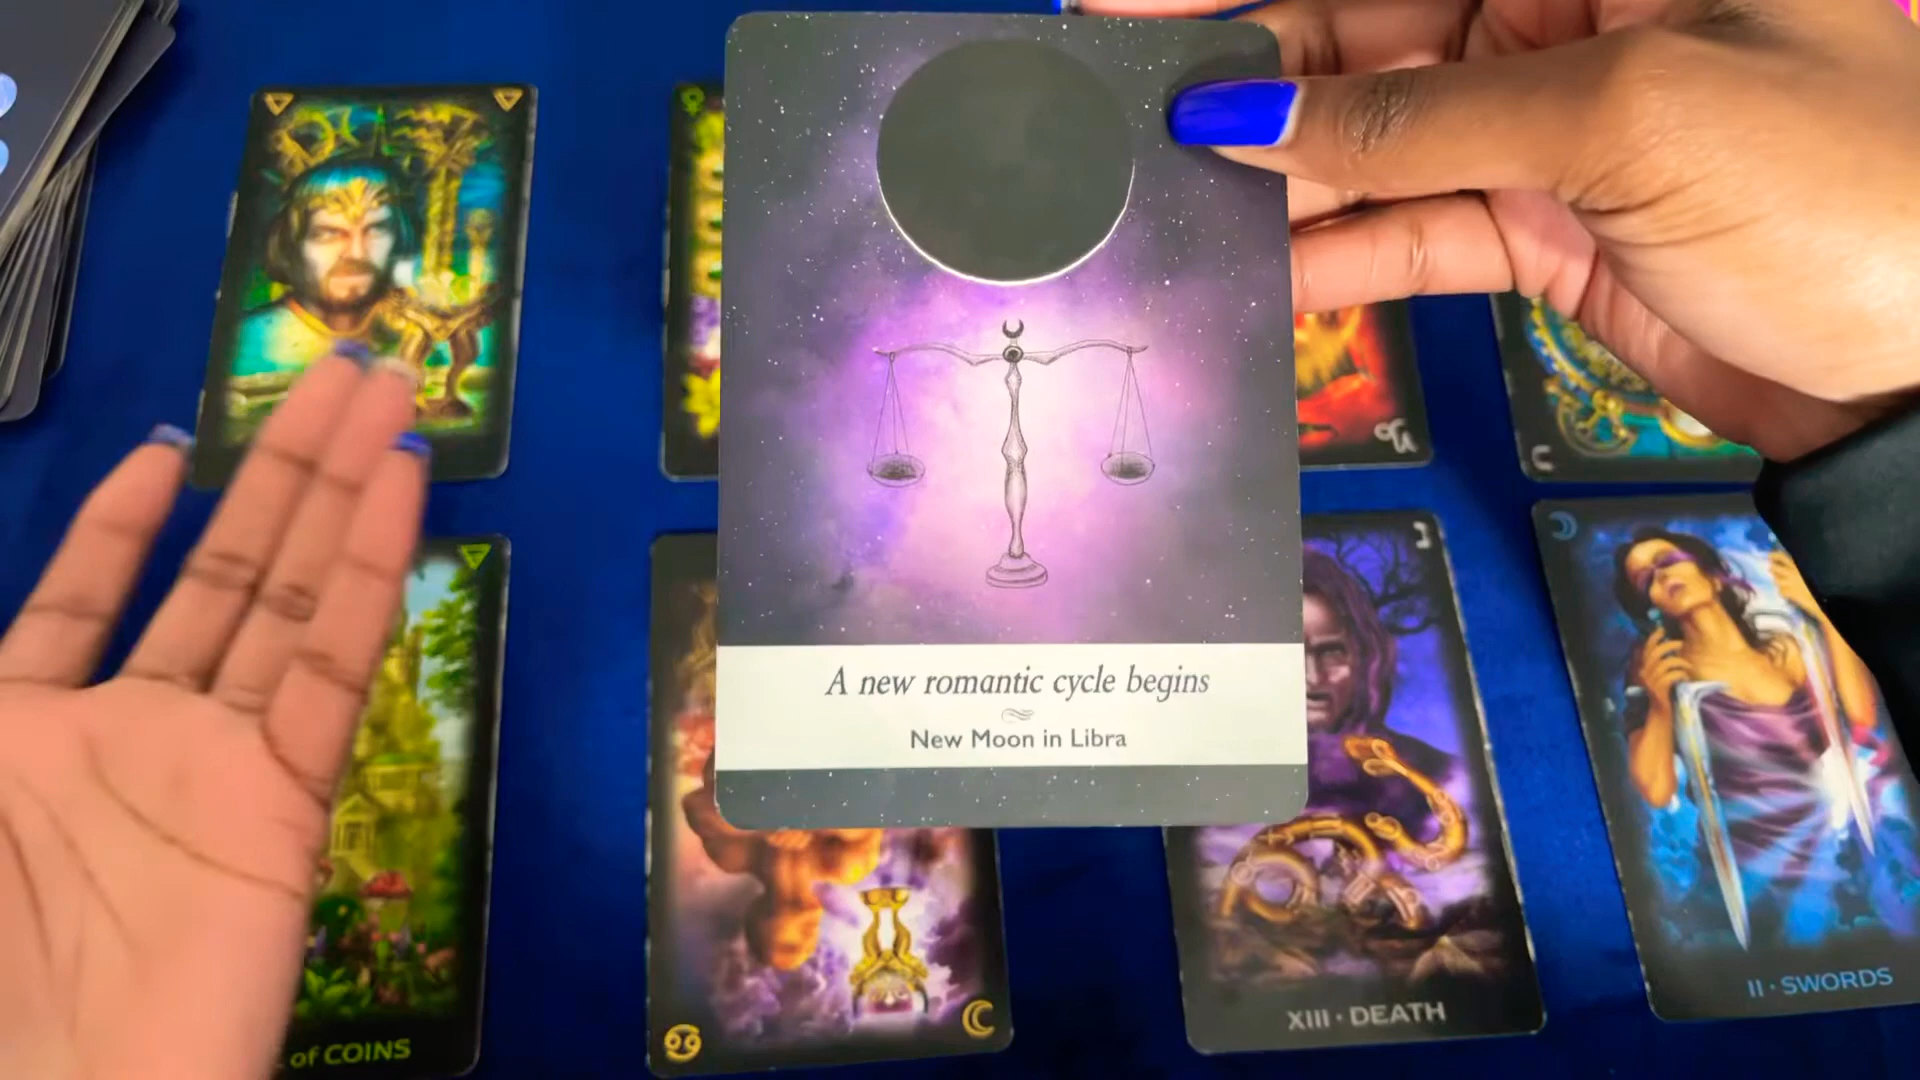 A new romantic cycle begins
New Moon in Libra
of COINS
XIII · DEATH
II · SWORDS